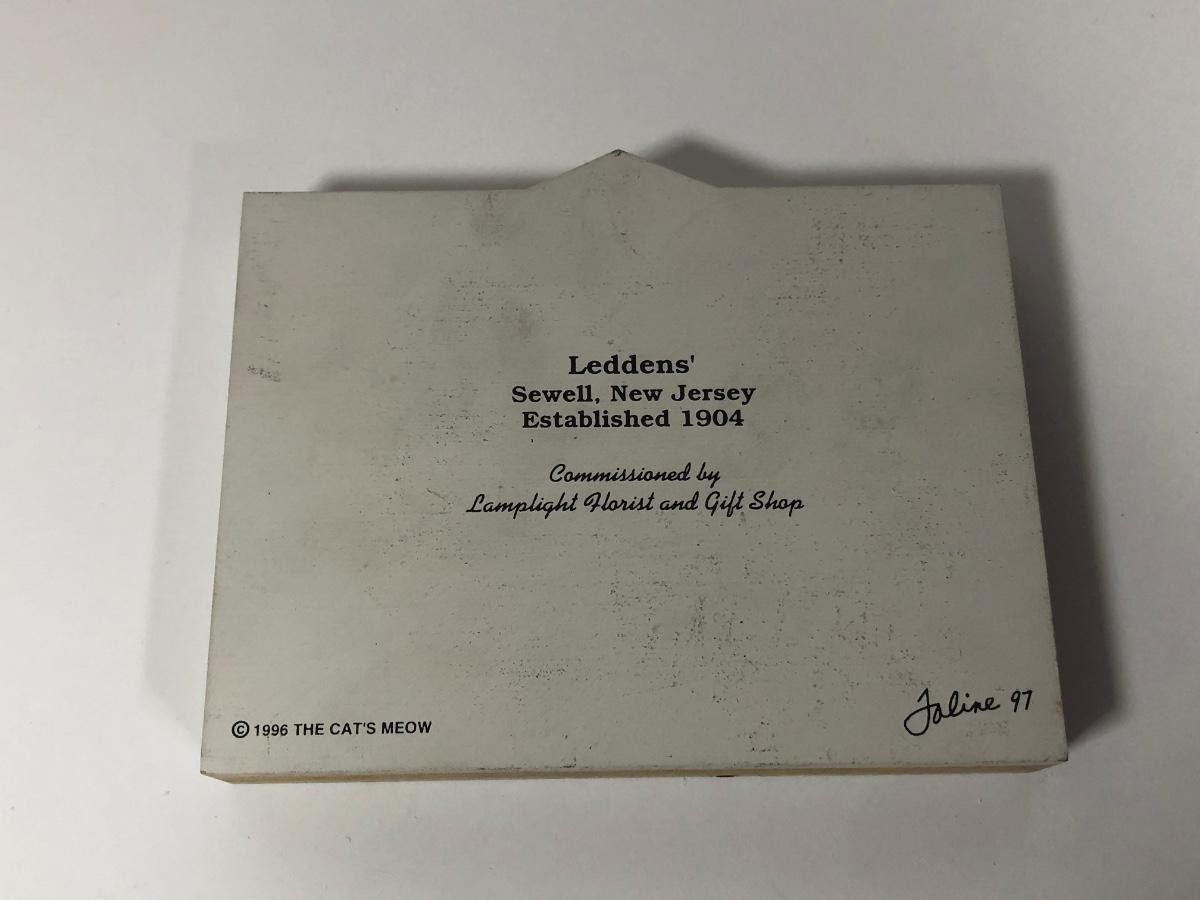 Leddens'
Sewell, New Jersey
Established 1904
Commissioned by
Lamplight Florist and Gift Shop
© 1996 THE CAT'S MEOW
Faline 97